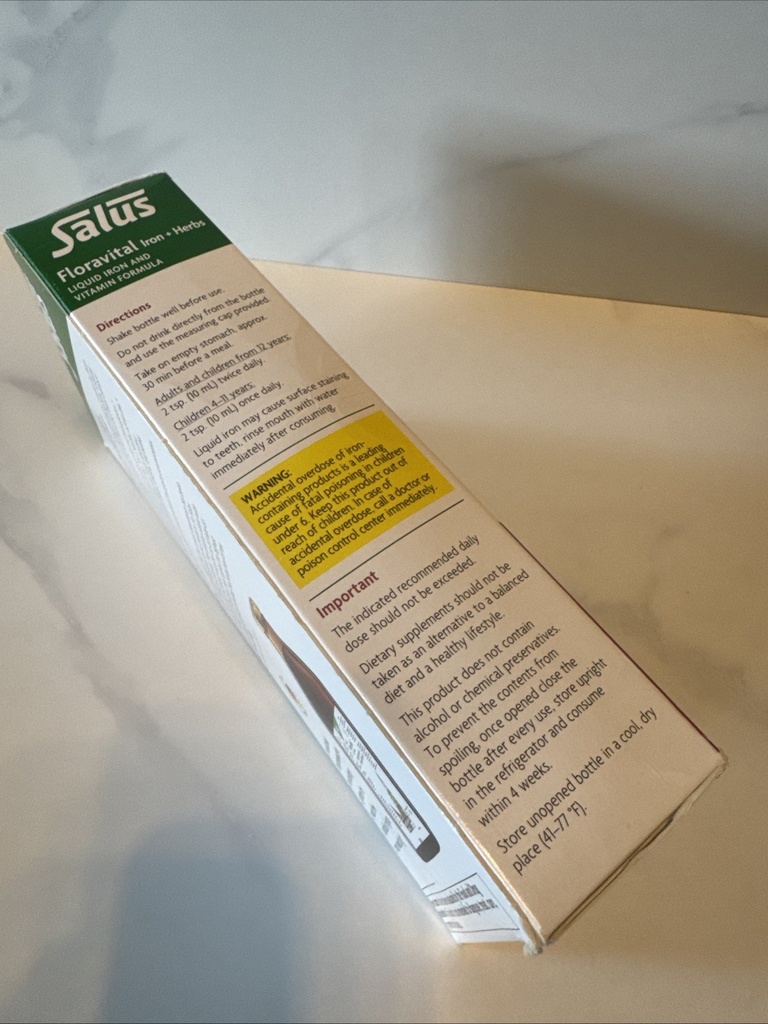 Salus
Floravital Iron + Herbs
LIQUID IRON AND
VITAMIN FORMULA
Directions
Shake bottle well before use.
Do not drink directly from the bottle
and use the measuring cap provided.
Take on empty stomach, approx.
30 min before a meal.
Adults and children from 12 years:
2 tsp. (10 mL) twice daily.
Children 4–11 years:
2 tsp. (10 mL) once daily.
Liquid iron may cause surface staining
to teeth, rinse mouth with water
immediately after consuming.
WARNING:
Accidental overdose of iron-
containing products is a leading
cause of fatal poisoning in children
under 6. Keep this product out of
reach of children. In case of
accidental overdose, call a doctor or
poison control center immediately.
Important
The indicated recommended daily
dose should not be exceeded.
Dietary supplements should not be
taken as an alternative to a balanced
diet and a healthy lifestyle.
This product does not contain
alcohol or chemical preservatives.
To prevent the contents from
spoiling, once opened close the
bottle after every use, store upright
in the refrigerator and consume
within 4 weeks.
Store unopened bottle in a cool, dry
place (41–77 °F).